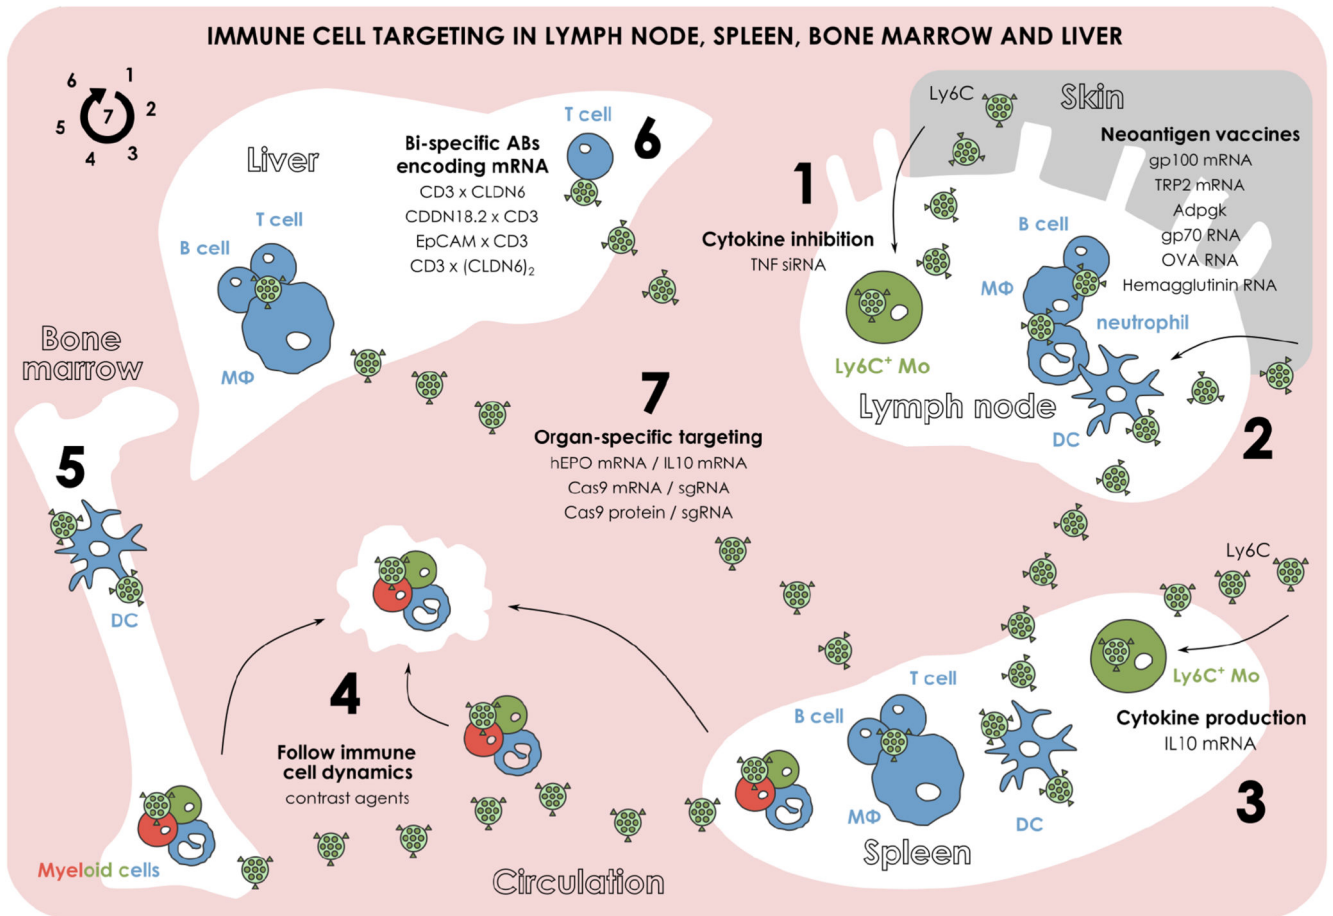 IMMUNE CELL TARGETING IN LYMPH NODE, SPLEEN, BONE MARROW AND LIVER
6
1
5
7
2
4
3
Liver
T cell
B cell
MΦ
Bi-specific ABs
encoding mRNA
CD3 x CLDN6
CDDN18.2 x CD3
EpCAM x CD3
CD3 x (CLDN6)₂
T cell
6
1
Cytokine inhibition
TNF siRNA
Ly6C
Ly6C⁺ Mo
Skin
Neoantigen vaccines
gp100 mRNA
TRP2 mRNA
Adpgk
gp70 RNA
OVA RNA
Hemagglutinin RNA
B cell
MΦ
neutrophil
DC
Lymph node
2
Bone
marrow
5
DC
Myeloid cells
7
Organ-specific targeting
hEPO mRNA / IL10 mRNA
Cas9 mRNA / sgRNA
Cas9 protein / sgRNA
4
Follow immune
cell dynamics
contrast agents
Circulation
Ly6C
Ly6C⁺ Mo
Cytokine production
IL10 mRNA
3
T cell
B cell
MΦ
DC
Spleen